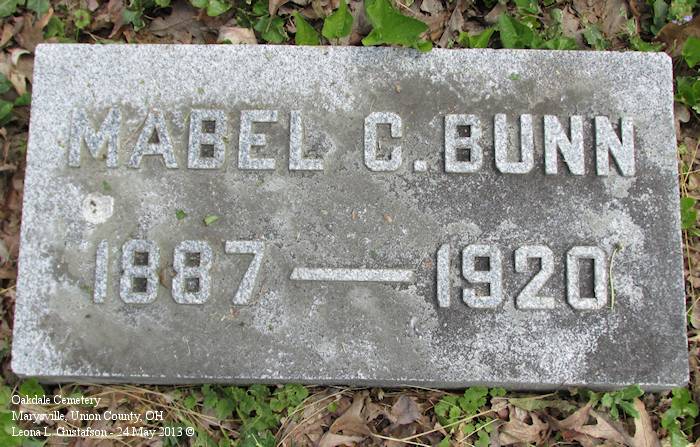 MABEL C. BUNN
1887 — 1920
Oakdale Cemetery
Marysville, Union County, OH
Leona L. Gustafson - 24 May 2013 ©